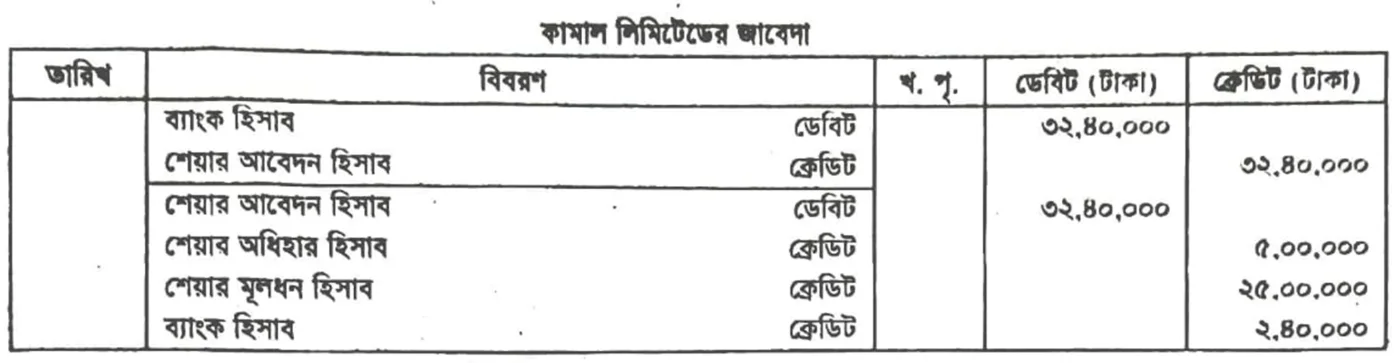 কামাল লিমিটেডের জাবেদা
তারিখ বিবরণ খ. পৃ. ডেবিট (টাকা) ক্রেডিট (টাকা)
ব্যাংক হিসাব ডেবিট ৩২,৪০,০০০
শেয়ার আবেদন হিসাব ক্রেডিট ৩২,৪০,০০০
শেয়ার আবেদন হিসাব ডেবিট ৩২,৪০,০০০
শেয়ার অধিহার হিসাব ক্রেডিট ৫,০০,০০০
শেয়ার মূলধন হিসাব ক্রেডিট ২৫,০০,০০০
ব্যাংক হিসাব ক্রেডিট ২,৪০,০০০